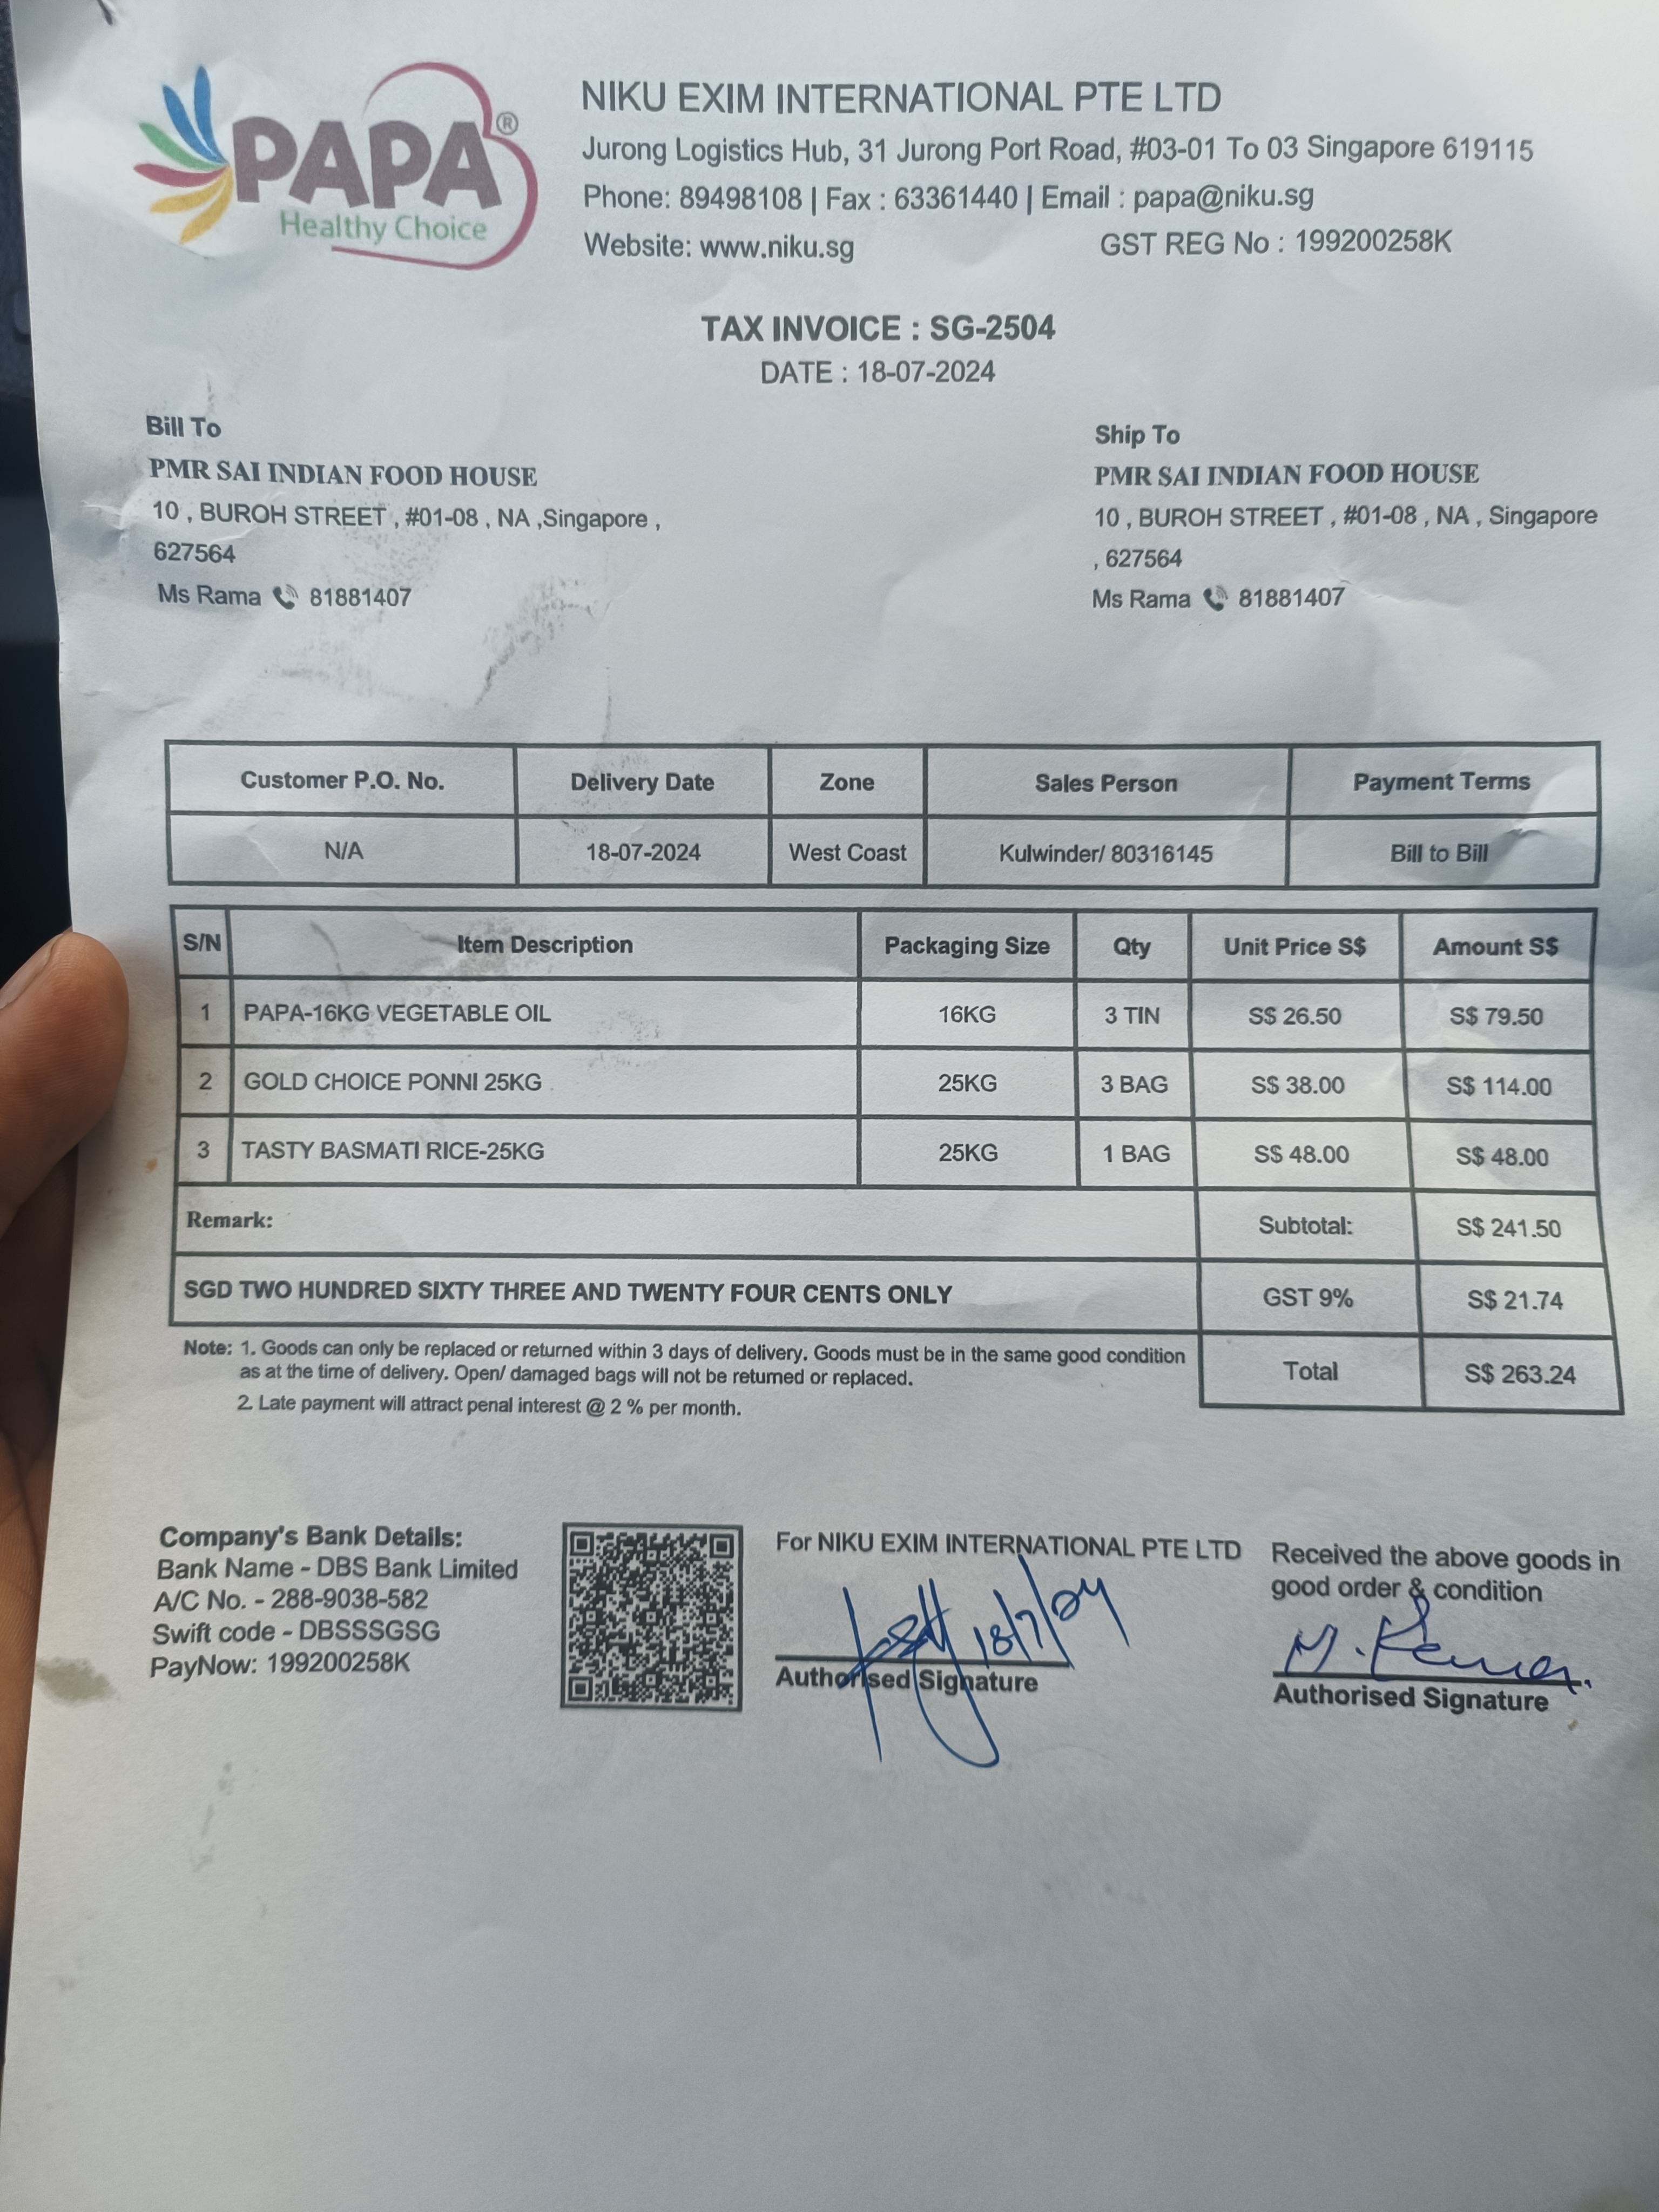 PAPA®
Healthy Choice
NIKU EXIM INTERNATIONAL PTE LTD
Jurong Logistics Hub, 31 Jurong Port Road, #03-01 To 03 Singapore 619115
Phone: 89498108 | Fax : 63361440 | Email : papa@niku.sg
Website: www.niku.sg GST REG No : 199200258K
TAX INVOICE : SG-2504
DATE : 18-07-2024
Bill To
PMR SAI INDIAN FOOD HOUSE
10 , BUROH STREET , #01-08 , NA ,Singapore ,
627564
Ms Rama 81881407
Ship To
PMR SAI INDIAN FOOD HOUSE
10 , BUROH STREET , #01-08 , NA , Singapore
, 627564
Ms Rama 81881407
Customer P.O. No. Delivery Date Zone Sales Person Payment Terms
N/A 18-07-2024 West Coast Kulwinder/ 80316145 Bill to Bill
S/N Item Description Packaging Size Qty Unit Price S$ Amount S$
1 PAPA-16KG VEGETABLE OIL 16KG 3 TIN S$ 26.50 S$ 79.50
2 GOLD CHOICE PONNI 25KG 25KG 3 BAG S$ 38.00 S$ 114.00
3 TASTY BASMATI RICE-25KG 25KG 1 BAG S$ 48.00 S$ 48.00
Remark: Subtotal: S$ 241.50
SGD TWO HUNDRED SIXTY THREE AND TWENTY FOUR CENTS ONLY GST 9% S$ 21.74
Total S$ 263.24
Note: 1. Goods can only be replaced or returned within 3 days of delivery. Goods must be in the same good condition
as at the time of delivery. Open/ damaged bags will not be returned or replaced.
2. Late payment will attract penal interest @ 2 % per month.
Company's Bank Details:
Bank Name - DBS Bank Limited
A/C No. - 288-9038-582
Swift code - DBSSSGSG
PayNow: 199200258K
For NIKU EXIM INTERNATIONAL PTE LTD
18/7/24
Authorised Signature
Received the above goods in
good order & condition
Authorised Signature